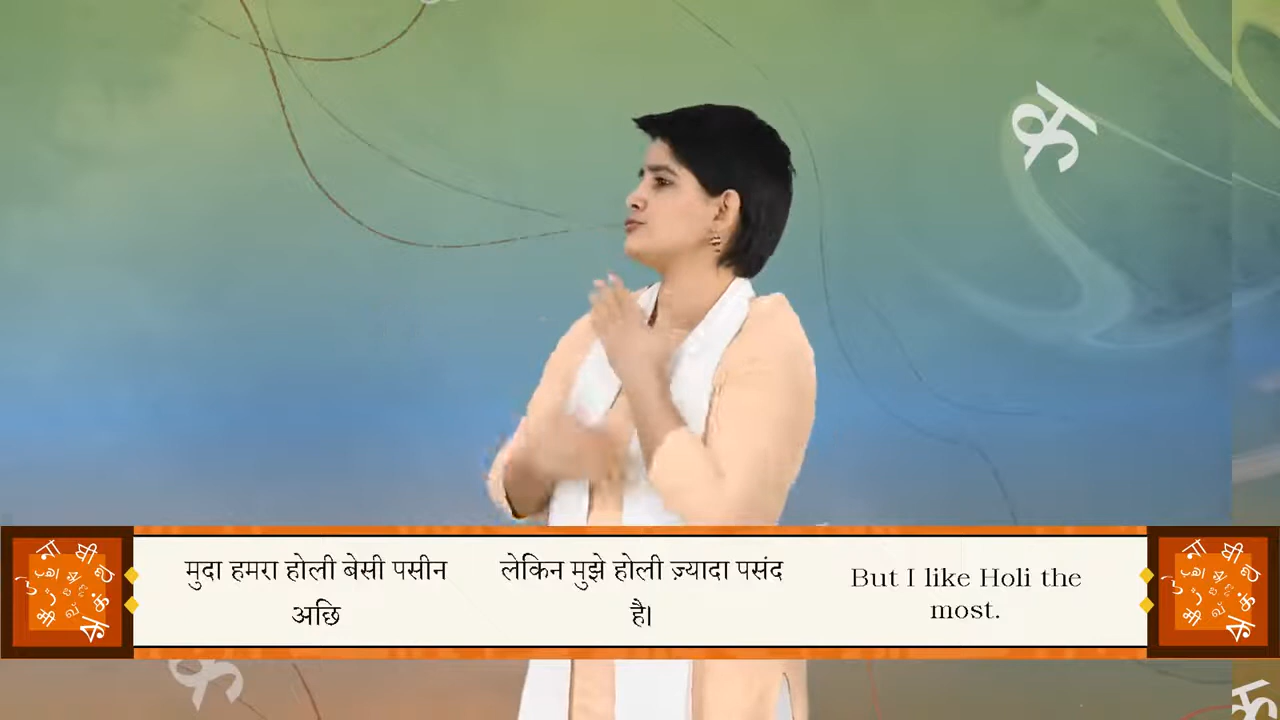 मुदा हमरा होली बेसी पसीन
अछि
लेकिन मुझे होली ज़्यादा पसंद
है।
But I like Holi the
most.